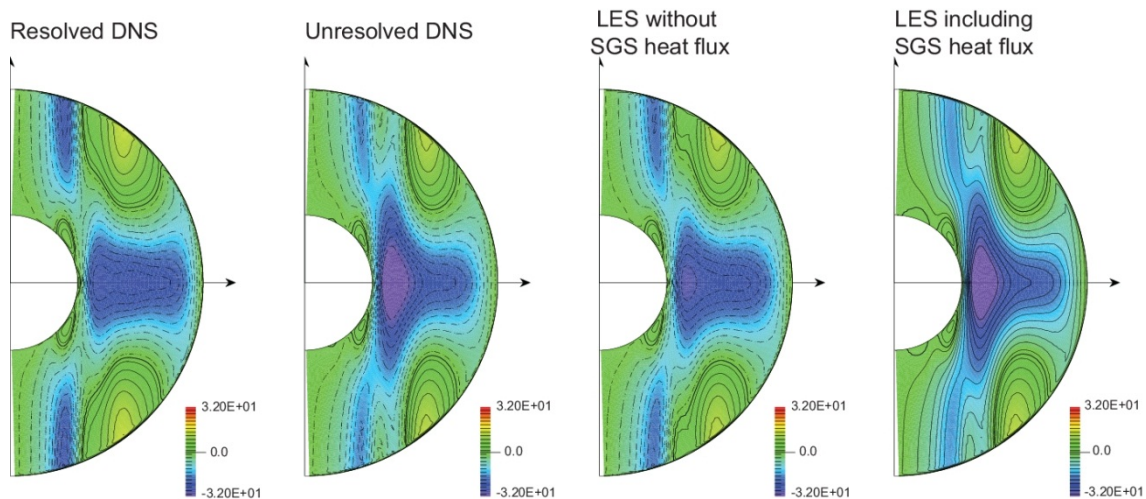 Resolved DNS
Unresolved DNS
LES without
SGS heat flux
LES including
SGS heat flux
3.20E+01
0.0
-3.20E+01
3.20E+01
0.0
-3.20E+01
3.20E+01
0.0
-3.20E+01
3.20E+01
0.0
-3.20E+01